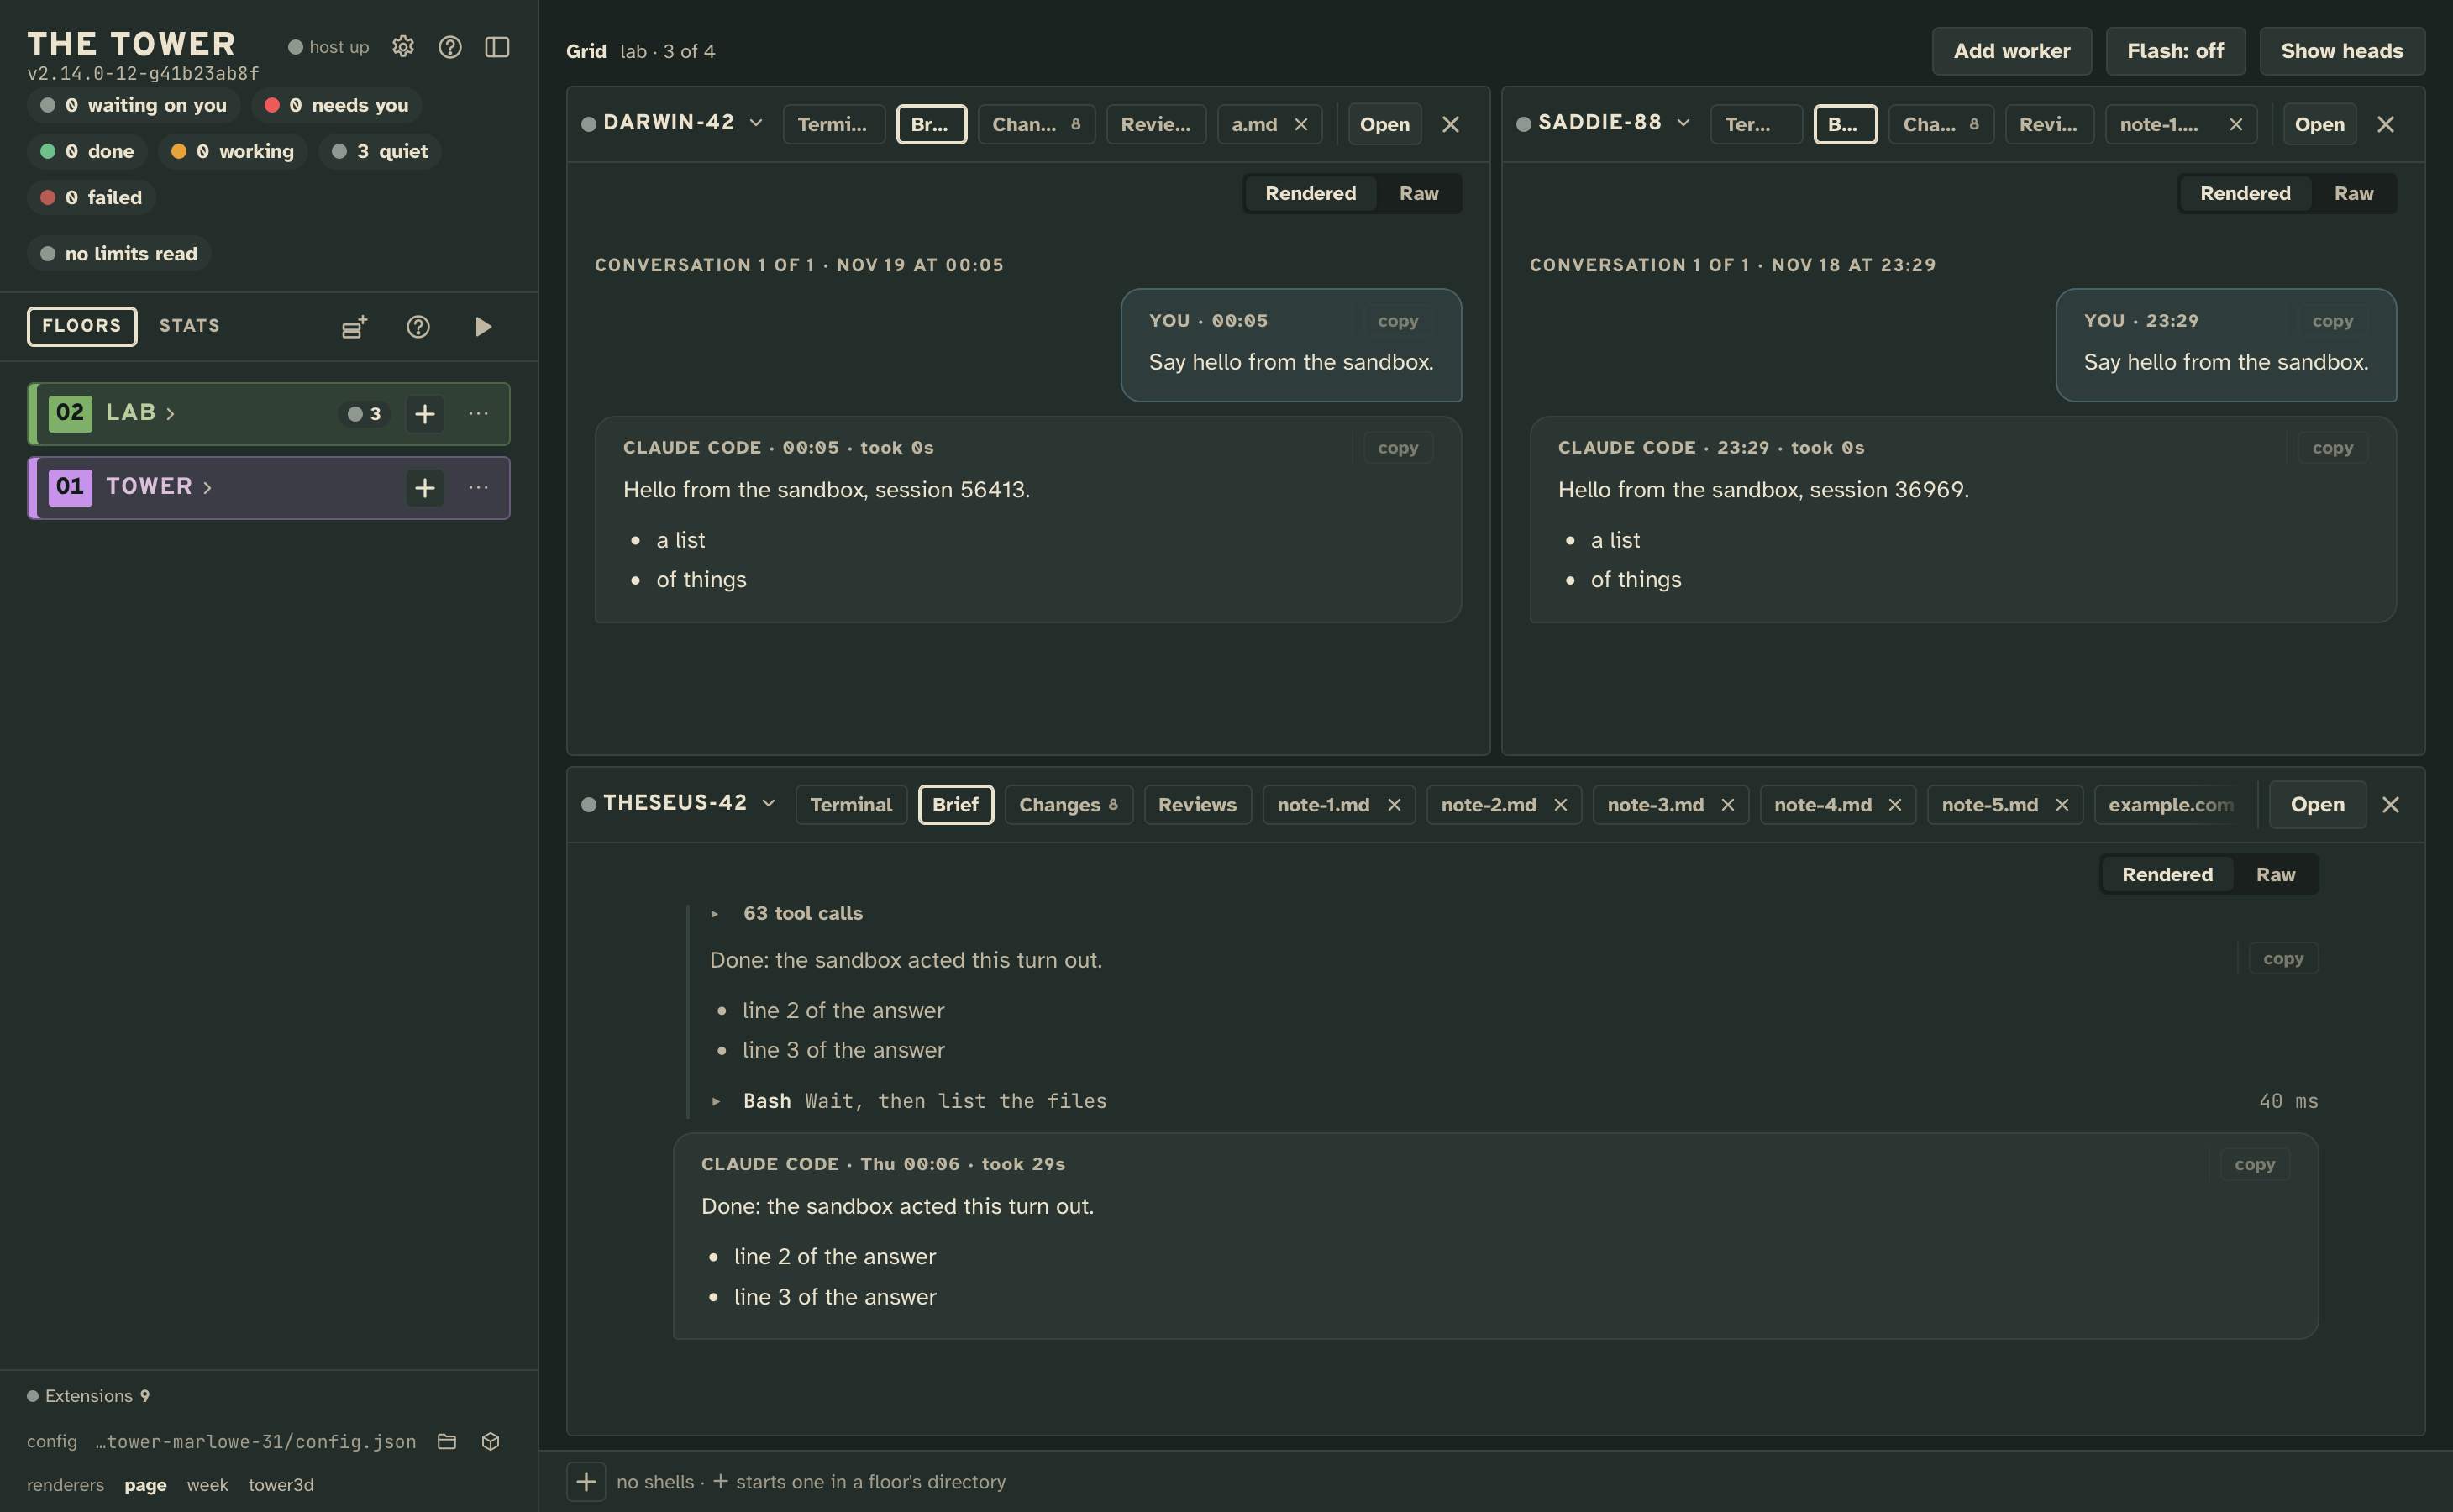 THE TOWER
host up
v2.14.0-12-g41b23ab8f
0 waiting on you
0 needs you
0 done
0 working
3 quiet
0 failed
no limits read
FLOORS
STATS
02 LAB
3
01 TOWER
Extensions 9
config …tower-marlowe-31/config.json
renderers page week tower3d
Grid lab · 3 of 4
Add worker
Flash: off
Show heads
DARWIN-42
Termi...
Br...
Chan... 8
Revie...
a.md
Open
Rendered
Raw
CONVERSATION 1 OF 1 · NOV 19 AT 00:05
YOU · 00:05
copy
Say hello from the sandbox.
CLAUDE CODE · 00:05 · took 0s
copy
Hello from the sandbox, session 56413.
• a list
• of things
SADDIE-88
Ter...
B...
Cha... 8
Revi...
note-1....
Open
Rendered
Raw
CONVERSATION 1 OF 1 · NOV 18 AT 23:29
YOU · 23:29
copy
Say hello from the sandbox.
CLAUDE CODE · 23:29 · took 0s
copy
Hello from the sandbox, session 36969.
• a list
• of things
THESEUS-42
Terminal
Brief
Changes 8
Reviews
note-1.md
note-2.md
note-3.md
note-4.md
note-5.md
example.com
Open
Rendered
Raw
63 tool calls
Done: the sandbox acted this turn out.
copy
• line 2 of the answer
• line 3 of the answer
Bash Wait, then list the files
40 ms
CLAUDE CODE · Thu 00:06 · took 29s
copy
Done: the sandbox acted this turn out.
• line 2 of the answer
• line 3 of the answer
no shells · + starts one in a floor's directory